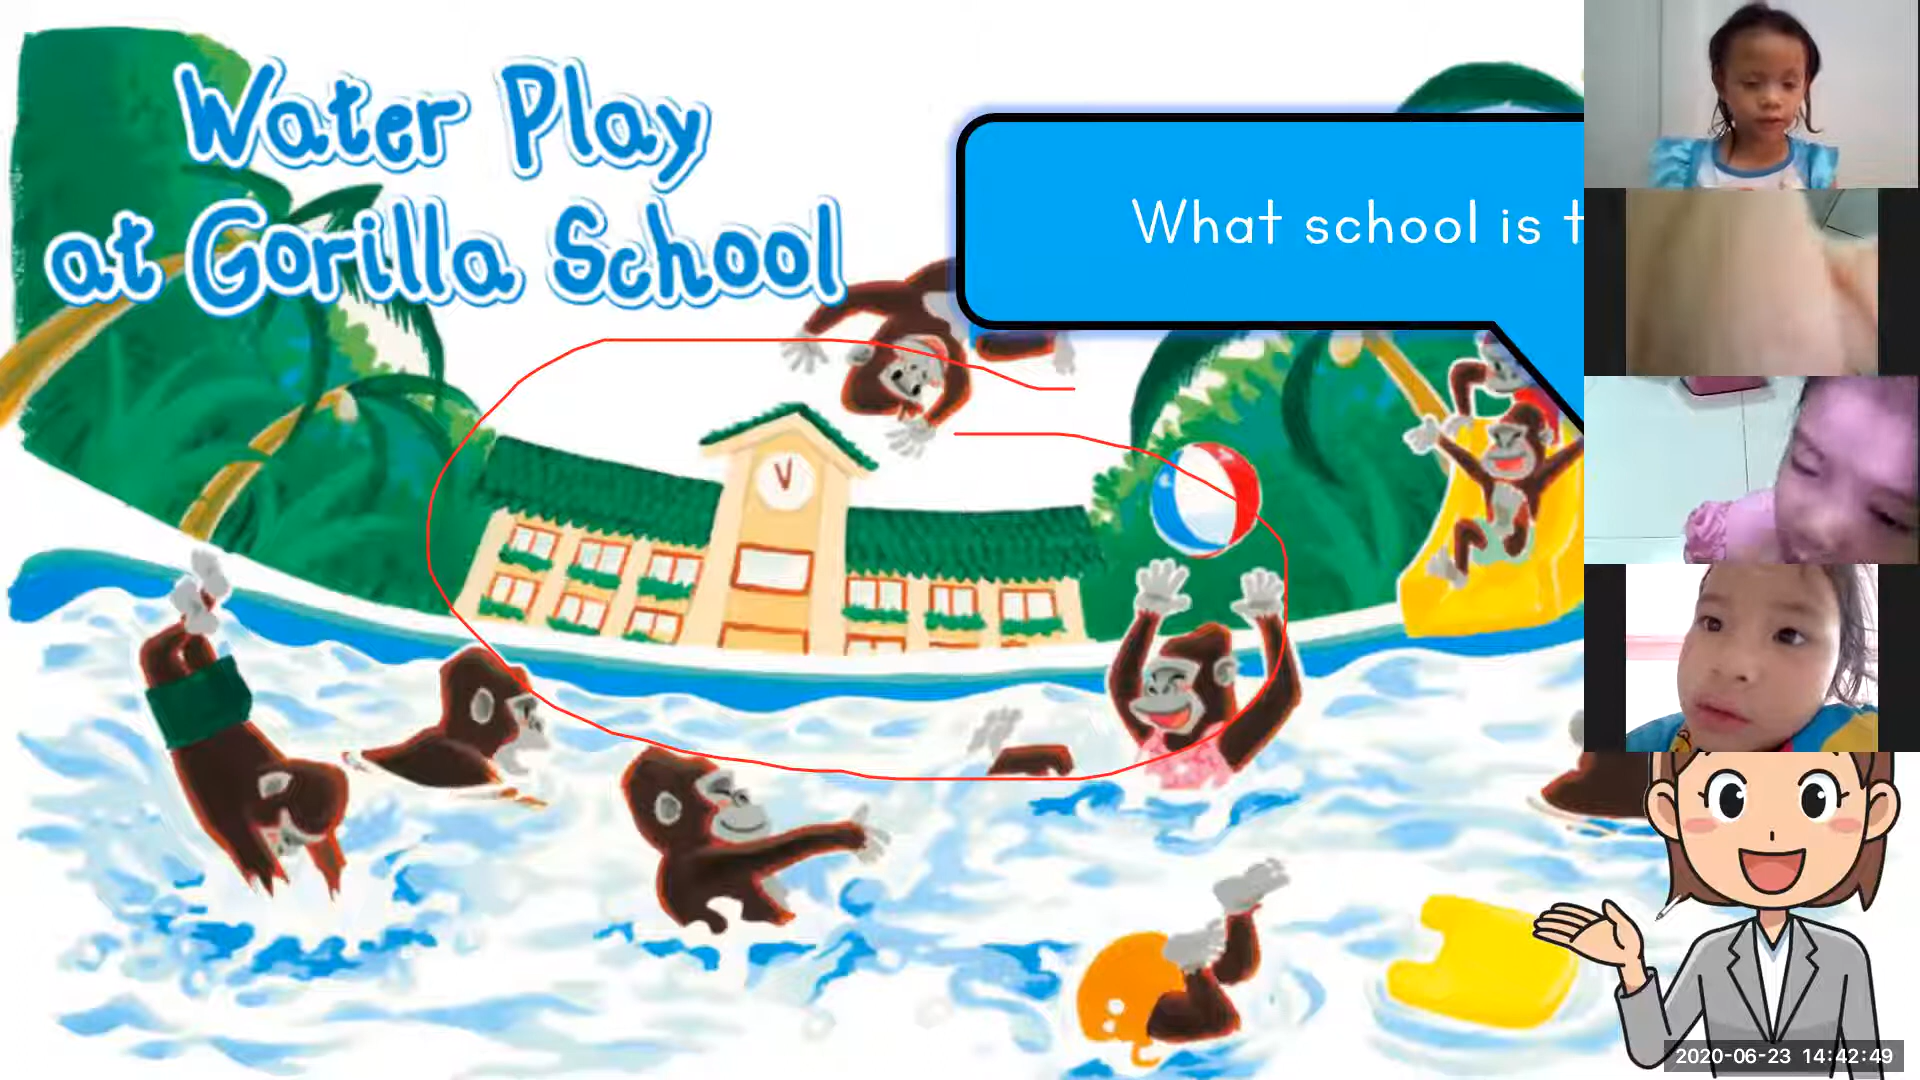 Water Play
at Gorilla School
What school is t
2020-06-23 14:42:49